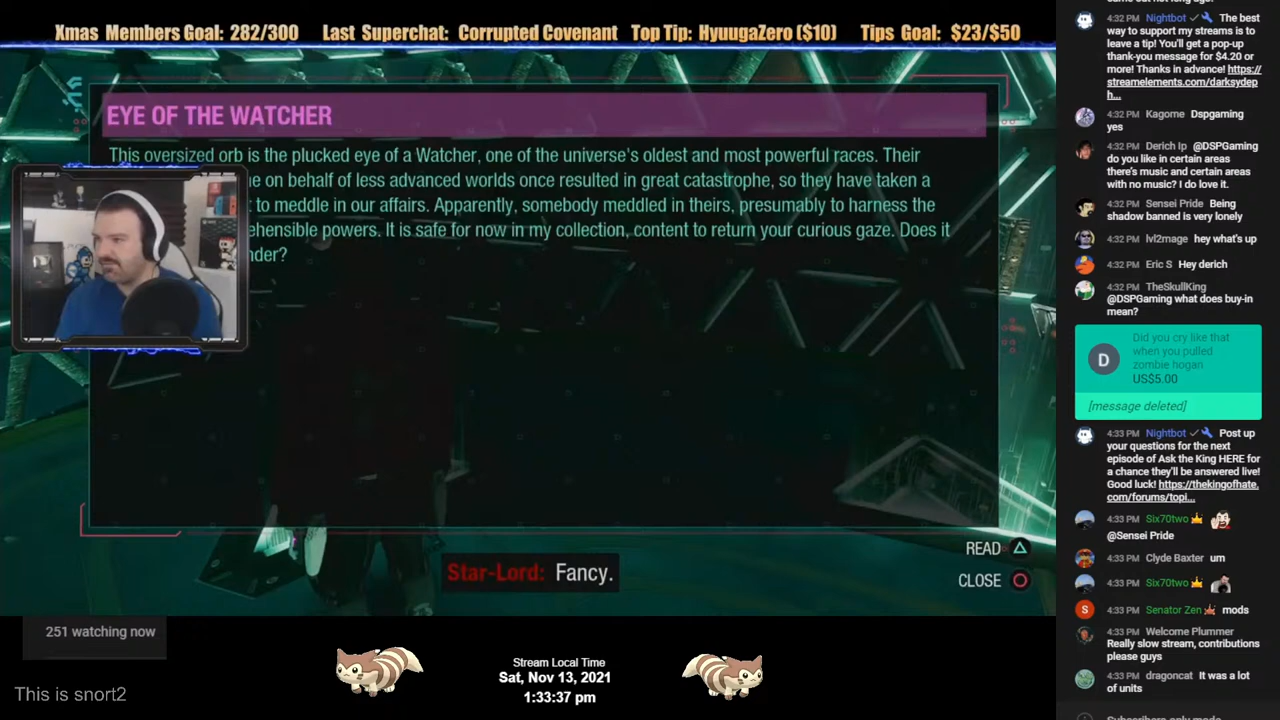 Xmas Members Goal: 282/300 Last Superchat: Corrupted Covenant Top Tip: HyuugaZero ($10) Tips Goal: $23/$50
EYE OF THE WATCHER
This oversized orb is the plucked eye of a Watcher, one of the universe's oldest and most powerful races. Their
on behalf of less advanced worlds once resulted in great catastrophe, so they have taken a
to meddle in our affairs. Apparently, somebody meddled in theirs, presumably to harness the
powers. It is safe for now in my collection, content to return your curious gaze. Does it
READ
Star-Lord: Fancy.
CLOSE
251 watching now
This is snort2
Stream Local Time
Sat, Nov 13, 2021
1:33:37 pm
4:32 PM Nightbot The best
way to support my streams is to
leave a tip! You'll get a pop-up
thank-you message for $4.20 or
more! Thanks in advance! https://
streamelements.com/darksydep
h...
4:32 PM Kagome Dspgaming
yes
4:32 PM Derich Ip @DSPGaming
do you like in certain areas
there's music and certain areas
with no music? I do love it.
4:32 PM Sensei Pride Being
shadow banned is very lonely
4:32 PM lvl2mage hey what's up
4:32 PM Eric S Hey derich
4:32 PM TheSkullKing
@DSPGaming what does buy-in
mean?
D
Did you cry like that
when you pulled
zombie hogan
US$5.00
[message deleted]
4:33 PM Nightbot Post up
your questions for the next
episode of Ask the King HERE for
a chance they'll be answered live!
Good luck! https://thekingofhate.
com/forums/topi...
4:33 PM Six70two
@Sensei Pride
4:33 PM Clyde Baxter um
4:33 PM Six70two
S 4:33 PM Senator Zen mods
4:33 PM Welcome Plummer
Really slow stream, contributions
please guys
4:33 PM dragoncat It was a lot
of units